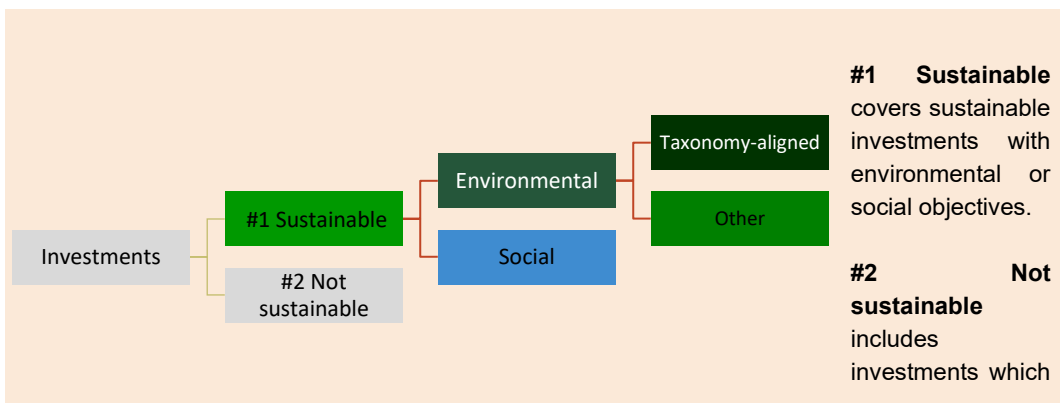 Investments
#1 Sustainable
#2 Not
sustainable
Environmental
Social
Taxonomy-aligned
Other
#1 Sustainable
covers sustainable
investments with
environmental or
social objectives.
#2 Not
sustainable
includes
investments which